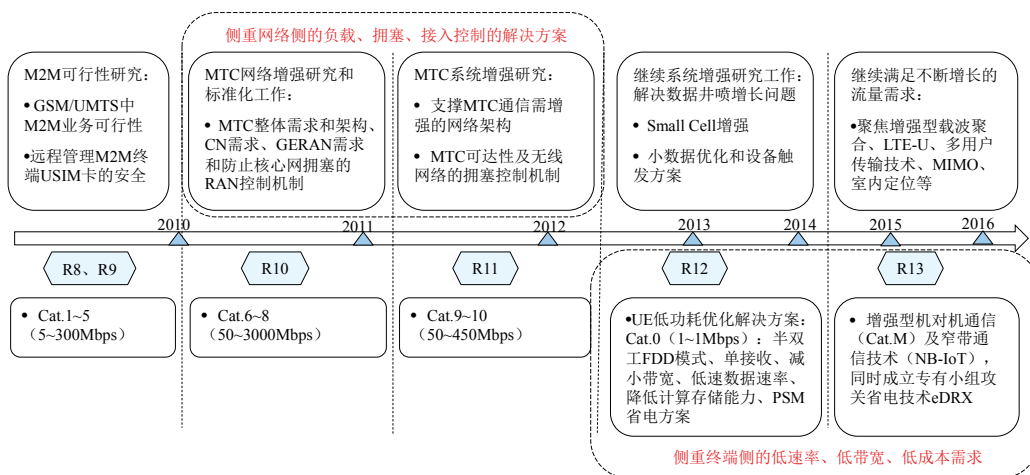 侧重网络侧的负载、拥塞、接入控制的解决方案
M2M可行性研究：
●GSM/UMTS中
M2M业务可行性
●远程管理M2M终
端USIM卡的安全
MTC网络增强研究和
标准化工作：
●MTC整体需求和架构、
CN需求、GERAN需求
和防止核心网拥塞的
RAN控制机制
MTC系统增强研究：
● 支撑MTC通信需增
强的网络架构
● MTC可达性及无线
网络的拥塞控制机制
继续系统增强研究工作：
解决数据井喷增长问题
●Small Cell增强
●小数据优化和设备触
发方案
继续满足不断增长的
流量需求：
●聚焦增强型载波聚
合、LTE-U、多用户
传输技术、MIMO、
室内定位等
2010
2011
2012
2013
2014
2015
2016
R8、R9
R10
R11
R12
R13
● Cat.1~5
（5~300Mbps）
● Cat.6~8
（50~3000Mbps）
● Cat.9~10
（50~450Mbps）
●UE低功耗优化解决方案：
Cat.0（1~1Mbps）：半双
工FDD模式、单接收、减
小带宽、低速数据速率、
降低计算存储能力、PSM
省电方案
● 增强型机对机通信
（Cat.M）及窄带通
信技术（NB-IoT），
同时成立专有小组攻
关省电技术eDRX
侧重终端侧的低速率、低带宽、低成本需求